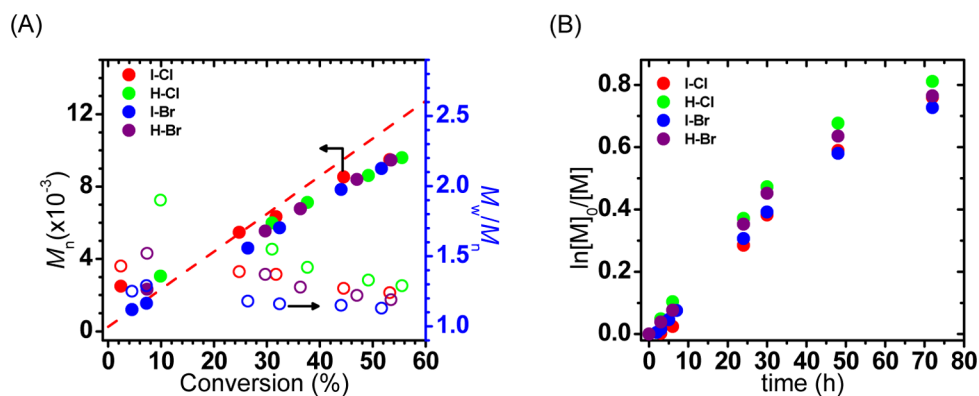 (A)
I-Cl
H-Cl
I-Br
H-Br
12
8
4
0
Mn(x10-3)
0 10 20 30 40 50 60
Conversion (%)
2.5
2.0
1.5
1.0
Mw/Mn
(B)
I-Cl
H-Cl
I-Br
H-Br
0.8
0.6
0.4
0.2
0.0
ln[M]0/[M]
0 10 20 30 40 50 60 70 80
time (h)